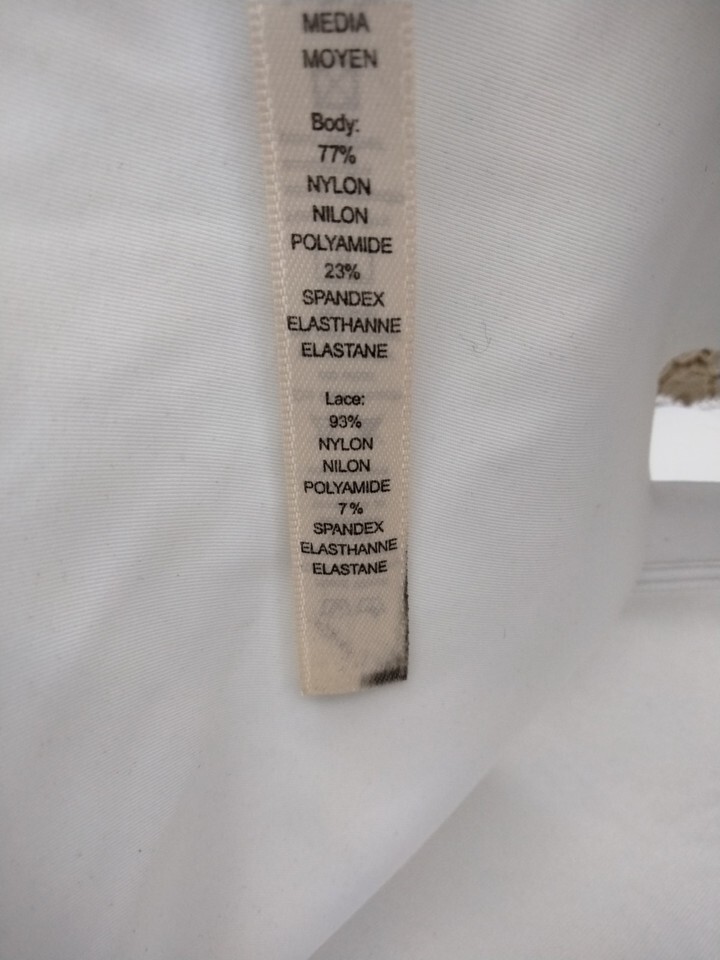 MEDIA
MOYEN
Body:
77%
NYLON
NILON
POLYAMIDE
23%
SPANDEX
ELASTHANNE
ELASTANE
Lace:
93%
NYLON
NILON
POLYAMIDE
7%
SPANDEX
ELASTHANNE
ELASTANE